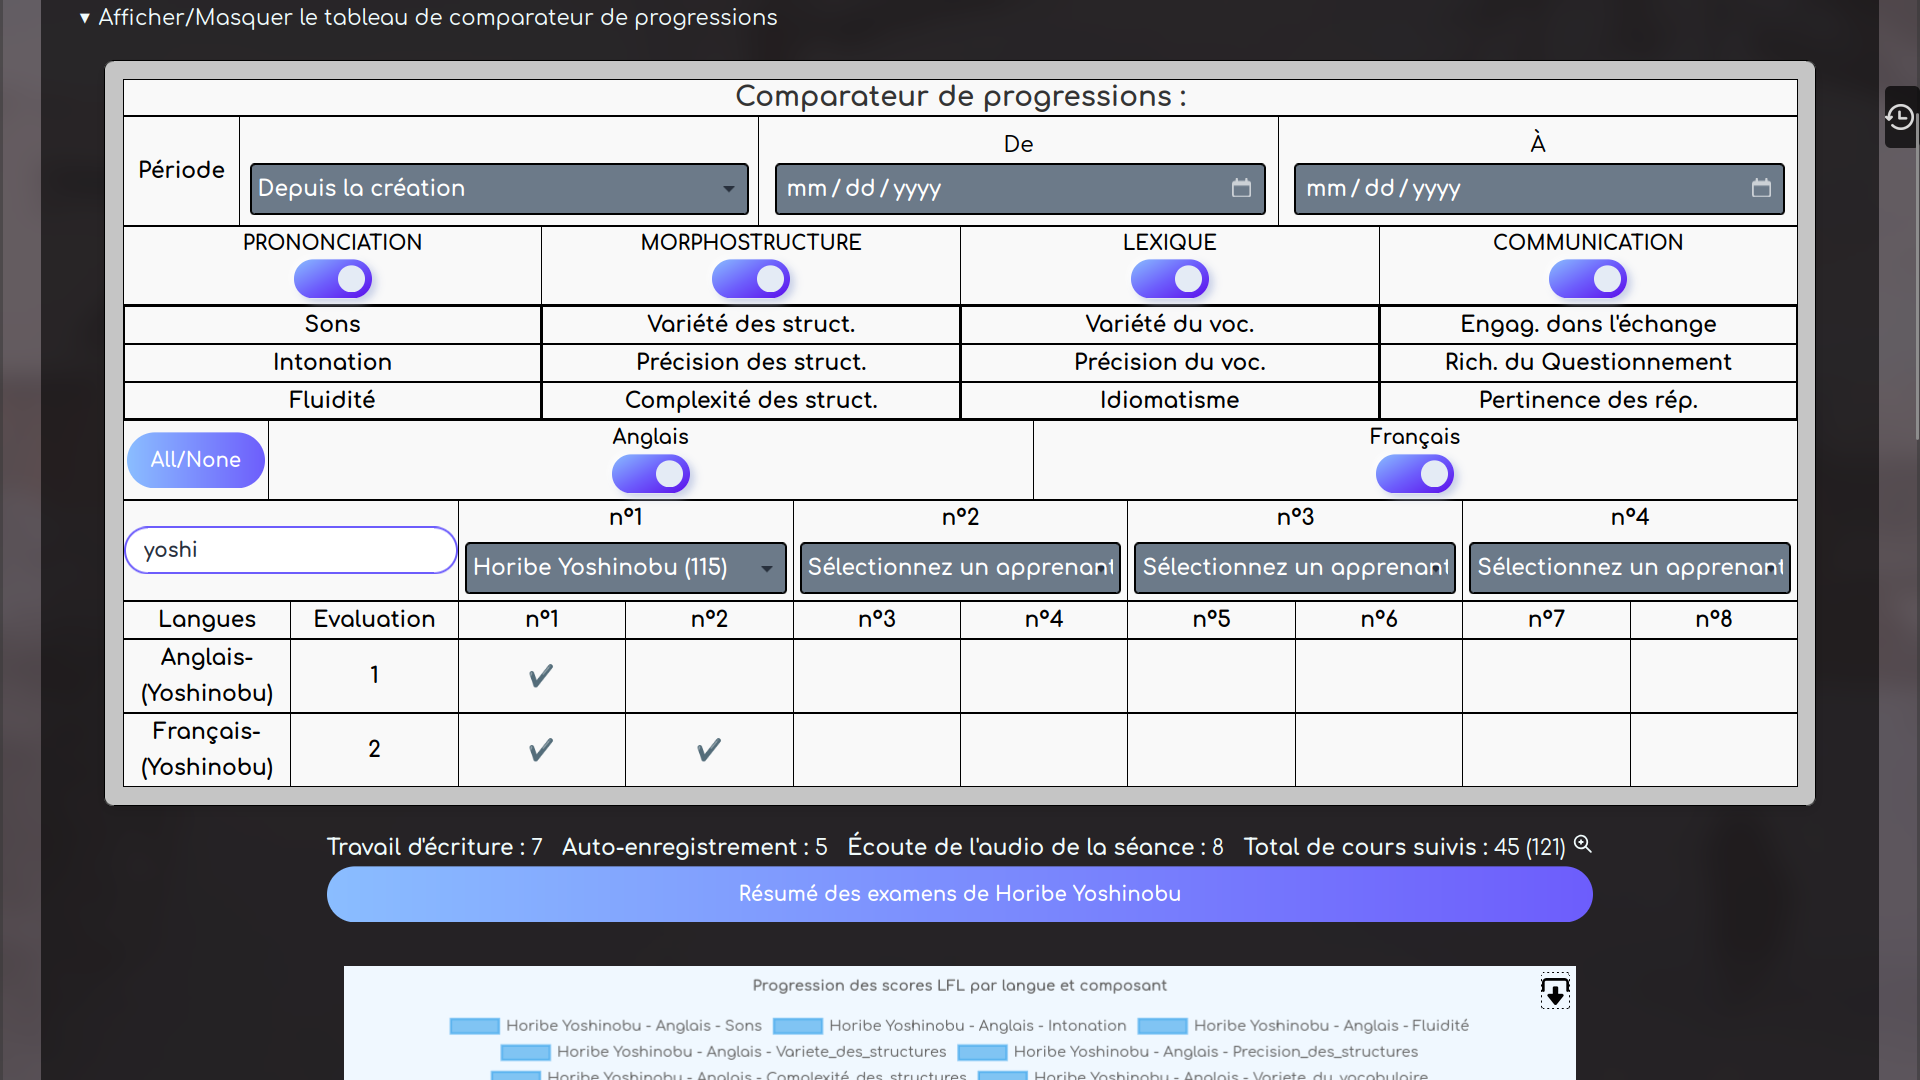 ▼ Afficher/Masquer le tableau de comparateur de progressions
Comparateur de progressions :
Période
Depuis la création
De
mm/dd/yyyy
À
mm/dd/yyyy
PRONONCIATION
MORPHOSTRUCTURE
LEXIQUE
COMMUNICATION
Sons
Variété des struct.
Variété du voc.
Engag. dans l'échange
Intonation
Précision des struct.
Précision du voc.
Rich. du Questionnement
Fluidité
Complexité des struct.
Idiomatisme
Pertinence des rép.
All/None
Anglais
Français
yoshi
n°1
n°2
n°3
n°4
Horibe Yoshinobu (115)
Sélectionnez un apprenant
Sélectionnez un apprenant
Sélectionnez un apprenant
Langues
Evaluation
n°1
n°2
n°3
n°4
n°5
n°6
n°7
n°8
Anglais-
(Yoshinobu)
1
✔
Français-
(Yoshinobu)
2
✔
✔
Travail d'écriture : 7 Auto-enregistrement : 5 Écoute de l'audio de la séance : 8 Total de cours suivis : 45 (121)
Résumé des examens de Horibe Yoshinobu
Progression des scores LFL par langue et composant
Horibe Yoshinobu - Anglais - Sons Horibe Yoshinobu - Anglais - Intonation Horibe Yoshinobu - Anglais - Fluidité
Horibe Yoshinobu - Anglais - Variete_des_structures Horibe Yoshinobu - Anglais - Precision_des_structures
Horibe Yoshinobu - Anglais - Complexité_des_structures Horibe Yoshinobu - Anglais - Variete_du_vocabulaire